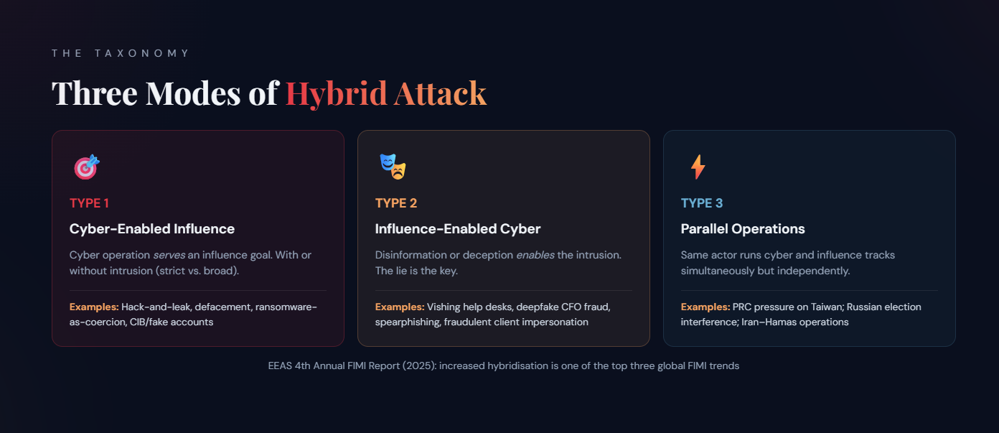 THE TAXONOMY
Three Modes of Hybrid Attack
TYPE 1
Cyber-Enabled Influence
Cyber operation serves an influence goal. With or
without intrusion (strict vs. broad).
Examples: Hack-and-leak, defacement, ransomware-
as-coercion, CIB/fake accounts
TYPE 2
Influence-Enabled Cyber
Disinformation or deception enables the intrusion.
The lie is the key.
Examples: Vishing help desks, deepfake CFO fraud,
spearphishing, fraudulent client impersonation
TYPE 3
Parallel Operations
Same actor runs cyber and influence tracks
simultaneously but independently.
Examples: PRC pressure on Taiwan; Russian election
interference; Iran–Hamas operations
EEAS 4th Annual FIMI Report (2025): increased hybridisation is one of the top three global FIMI trends